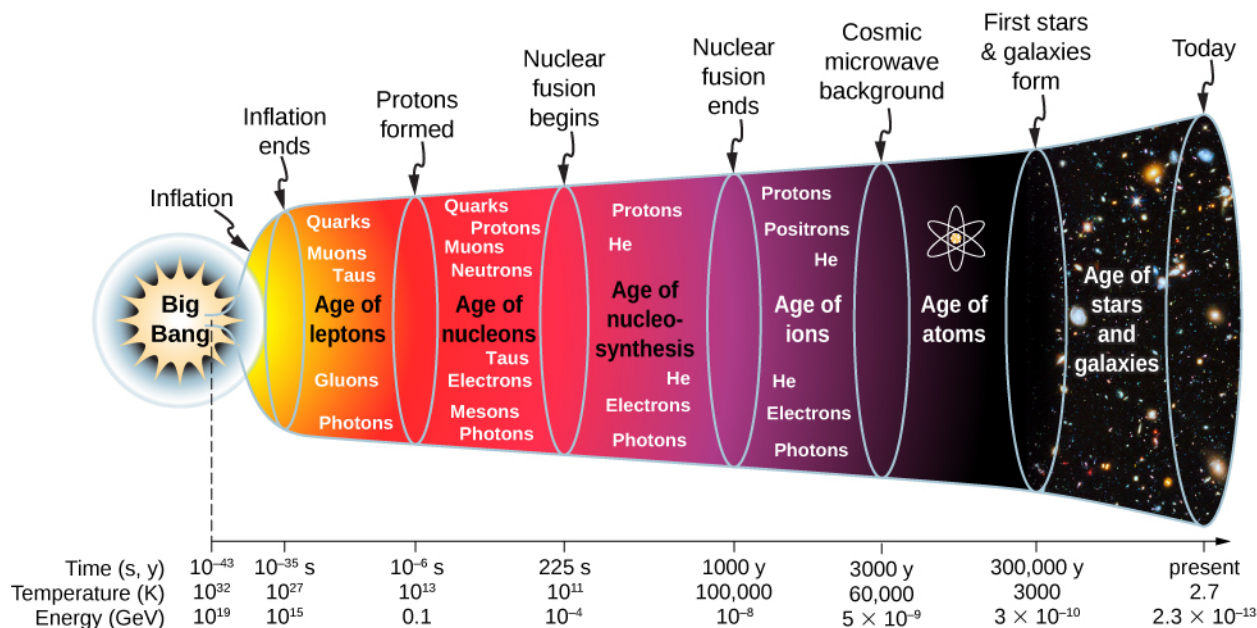 Inflation
Inflation
ends
Protons
formed
Nuclear
fusion
begins
Nuclear
fusion
ends
Cosmic
microwave
background
First stars
& galaxies
form
Today
Big
Bang
Quarks
Muons
Taus
Age of
leptons
Gluons
Photons
Quarks
Protons
Muons
Neutrons
Age of
nucleons
Taus
Electrons
Mesons
Photons
Protons
He
Age of
nucleo-
synthesis
He
Electrons
Photons
Protons
Positrons
He
Age of
ions
He
Electrons
Photons
Age of
atoms
Age of
stars
and
galaxies
Time (s, y) 10⁻⁴³ 10⁻³⁵ s 10⁻⁶ s 225 s 1000 y 3000 y 300,000 y present
Temperature (K) 10³² 10²⁷ 10¹³ 10¹¹ 100,000 60,000 3000 2.7
Energy (GeV) 10¹⁹ 10¹⁵ 0.1 10⁻⁴ 10⁻⁸ 5 × 10⁻⁹ 3 × 10⁻¹⁰ 2.3 × 10⁻¹³